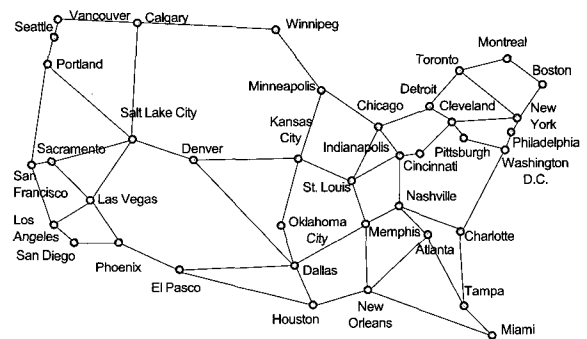 Vancouver
Calgary
Winnipeg
Seattle
Montreal
Toronto
Portland
Boston
Minneapolis
Detroit
Cleveland
Chicago
New
York
Salt Lake City
Kansas
City
Indianapolis
Philadelphia
Sacramento
Denver
Cincinnati
Pittsburgh
Washington
D.C.
San
Francisco
St. Louis
Las Vegas
Nashville
Los
Angeles
Oklahoma
City
Memphis
Charlotte
Atlanta
San Diego
Phoenix
Dallas
El Pasco
Tampa
Houston
New
Orleans
Miami